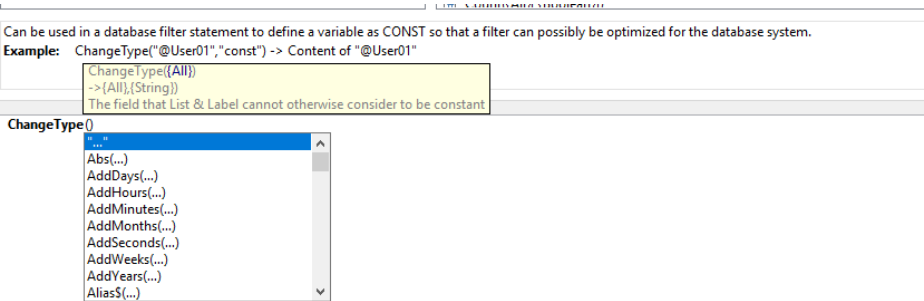 Can be used in a database filter statement to define a variable as CONST so that a filter can possibly be optimized for the database system.
Example: ChangeType("@User01","const") -> Content of "@User01"
ChangeType({All})
->{All},{String})
The field that List & Label cannot otherwise consider to be constant
ChangeType()
"..."
Abs(...)
AddDays(...)
AddHours(...)
AddMinutes(...)
AddMonths(...)
AddSeconds(...)
AddWeeks(...)
AddYears(...)
Alias$(...)